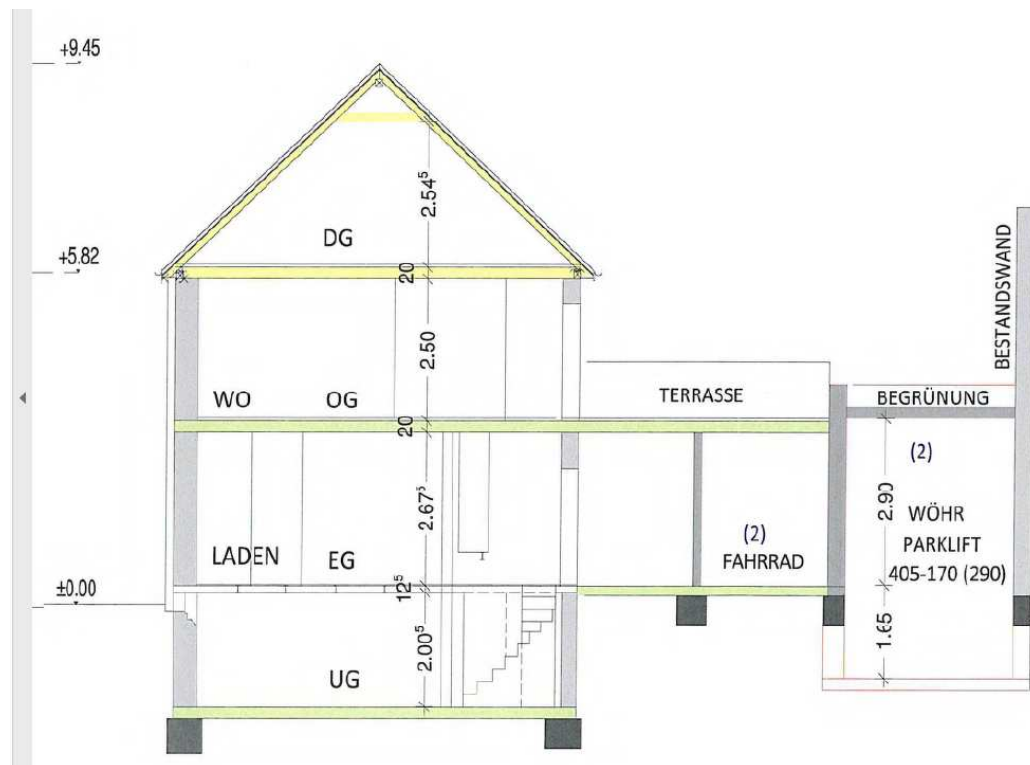 +9.45
2.54⁵
DG
+5.82
20
2.50
BESTANDSWAND
WO
OG
TERRASSE
BEGRÜNUNG
20
(2)
2.67⁵
2.90
WÖHR
PARKLIFT
405-170 (290)
(2)
FAHRRAD
LADEN
EG
±0.00
12⁵
2.00⁵
1.65
UG